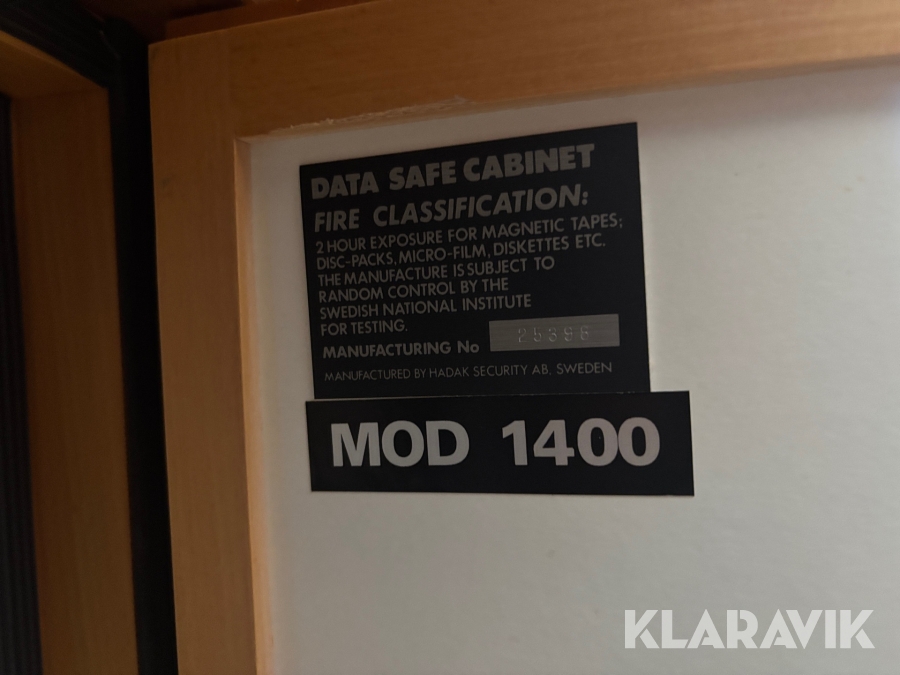 DATA SAFE CABINET
FIRE CLASSIFICATION:
2 HOUR EXPOSURE FOR MAGNETIC TAPES;
DISC-PACKS, MICRO-FILM, DISKETTES ETC.
THE MANUFACTURE IS SUBJECT TO
RANDOM CONTROL BY THE
SWEDISH NATIONAL INSTITUTE
FOR TESTING.
MANUFACTURING No
MANUFACTURED BY HADAK SECURITY AB, SWEDEN
MOD 1400
KLARAVIK